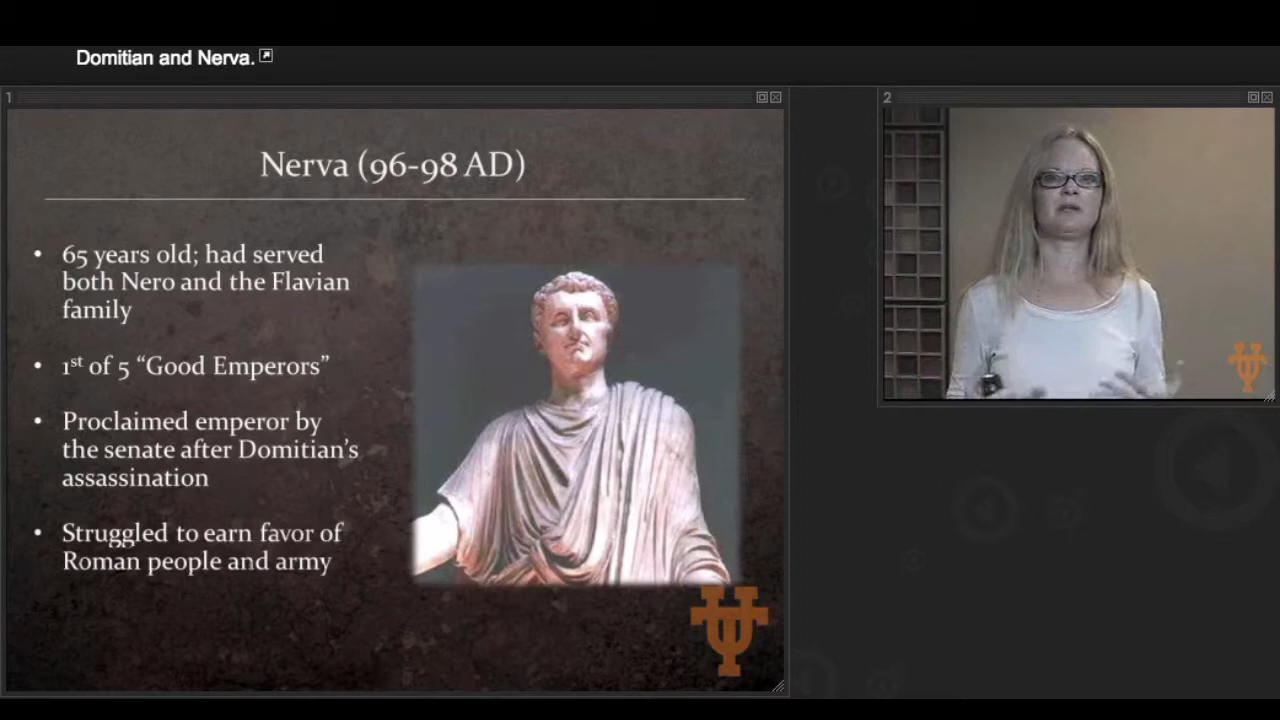 Domitian and Nerva.
1
2
Nerva (96-98 AD)
• 65 years old; had served
both Nero and the Flavian
family
• 1st of 5 “Good Emperors”
• Proclaimed emperor by
the senate after Domitian’s
assassination
• Struggled to earn favor of
Roman people and army